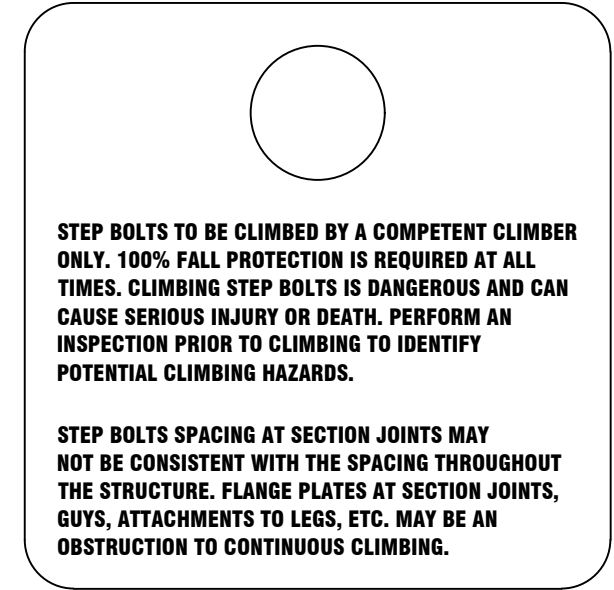 STEP BOLTS TO BE CLIMBED BY A COMPETENT CLIMBER
ONLY. 100% FALL PROTECTION IS REQUIRED AT ALL
TIMES. CLIMBING STEP BOLTS IS DANGEROUS AND CAN
CAUSE SERIOUS INJURY OR DEATH. PERFORM AN
INSPECTION PRIOR TO CLIMBING TO IDENTIFY
POTENTIAL CLIMBING HAZARDS.
STEP BOLTS SPACING AT SECTION JOINTS MAY
NOT BE CONSISTENT WITH THE SPACING THROUGHOUT
THE STRUCTURE. FLANGE PLATES AT SECTION JOINTS,
GUYS, ATTACHMENTS TO LEGS, ETC. MAY BE AN
OBSTRUCTION TO CONTINUOUS CLIMBING.